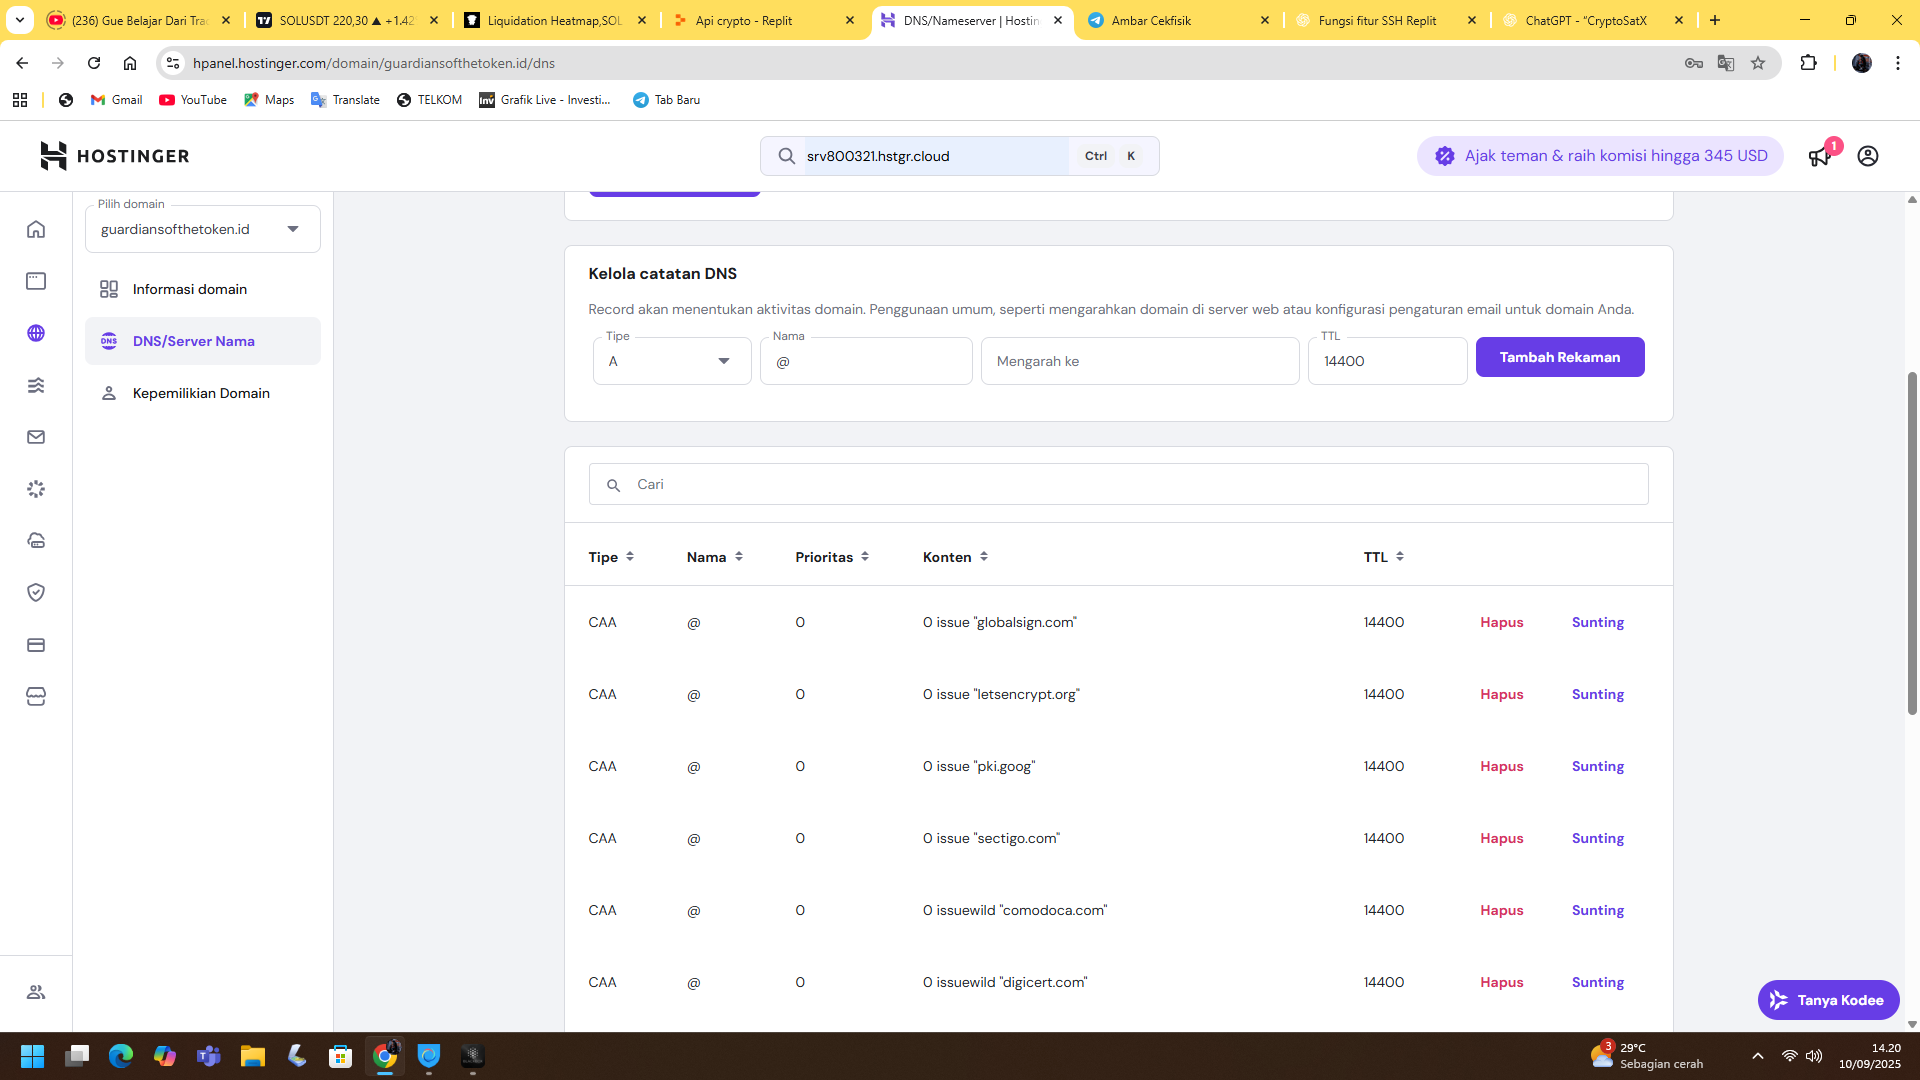 (236) Gue Belajar Dari Tra
SOLUSDT 220,30 ▲ +1.42
Liquidation Heatmap,SOL
Api crypto - Replit
DNS/Nameserver | Hostin
Ambar Cekfisik
Fungsi fitur SSH Replit
ChatGPT - “CryptoSatX
hpanel.hostinger.com/domain/guardiansofthetoken.id/dns
Gmail
YouTube
Maps
Translate
TELKOM
Grafik Live - Investi...
Tab Baru
HOSTINGER
srv800321.hstgr.cloud
Ctrl K
Ajak teman & raih komisi hingga 345 USD
1
Pilih domain
guardiansofthetoken.id
Informasi domain
DNS/Server Nama
Kepemilikan Domain
Kelola catatan DNS
Record akan menentukan aktivitas domain. Penggunaan umum, seperti mengarahkan domain di server web atau konfigurasi pengaturan email untuk domain Anda.
Tipe Nama TTL
A @ Mengarah ke 14400 Tambah Rekaman
Cari
Tipe Nama Prioritas Konten TTL
CAA @ 0 0 issue "globalsign.com" 14400 Hapus Sunting
CAA @ 0 0 issue "letsencrypt.org" 14400 Hapus Sunting
CAA @ 0 0 issue "pki.goog" 14400 Hapus Sunting
CAA @ 0 0 issue "sectigo.com" 14400 Hapus Sunting
CAA @ 0 0 issuewild "comodoca.com" 14400 Hapus Sunting
CAA @ 0 0 issuewild "digicert.com" 14400 Hapus Sunting
Tanya Kodee
3
29°C
Sebagian cerah
14.20
10/09/2025